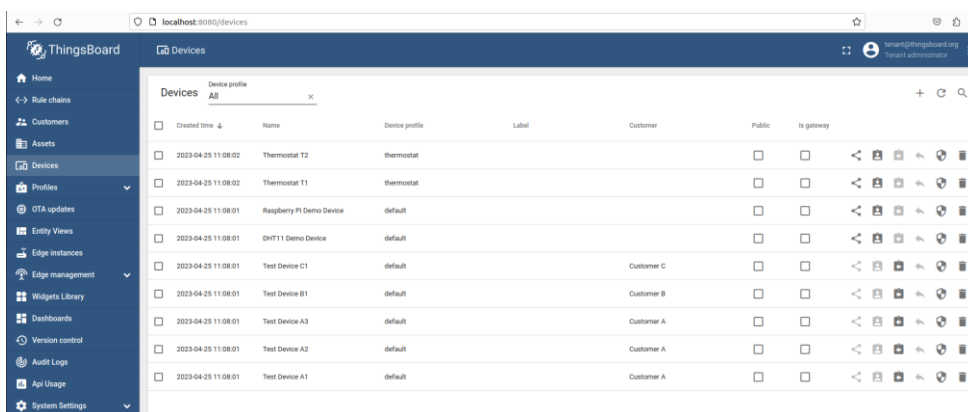 localhost:8080/devices
ThingsBoard
Devices
tenant@thingsboard.org
Tenant administrator
Home
Rule chains
Customers
Assets
Devices
Profiles
OTA updates
Entity Views
Edge instances
Edge management
Widgets Library
Dashboards
Version control
Audit Logs
Api Usage
System Settings
Devices
Device profile
All
Created time Name Device profile Label Customer Public Is gateway
2023-04-25 11:08:02 Thermostat T2 thermostat
2023-04-25 11:08:02 Thermostat T1 thermostat
2023-04-25 11:08:01 Raspberry Pi Demo Device default
2023-04-25 11:08:01 DHT11 Demo Device default
2023-04-25 11:08:01 Test Device C1 default Customer C
2023-04-25 11:08:01 Test Device B1 default Customer B
2023-04-25 11:08:01 Test Device A3 default Customer A
2023-04-25 11:08:01 Test Device A2 default Customer A
2023-04-25 11:08:01 Test Device A1 default Customer A